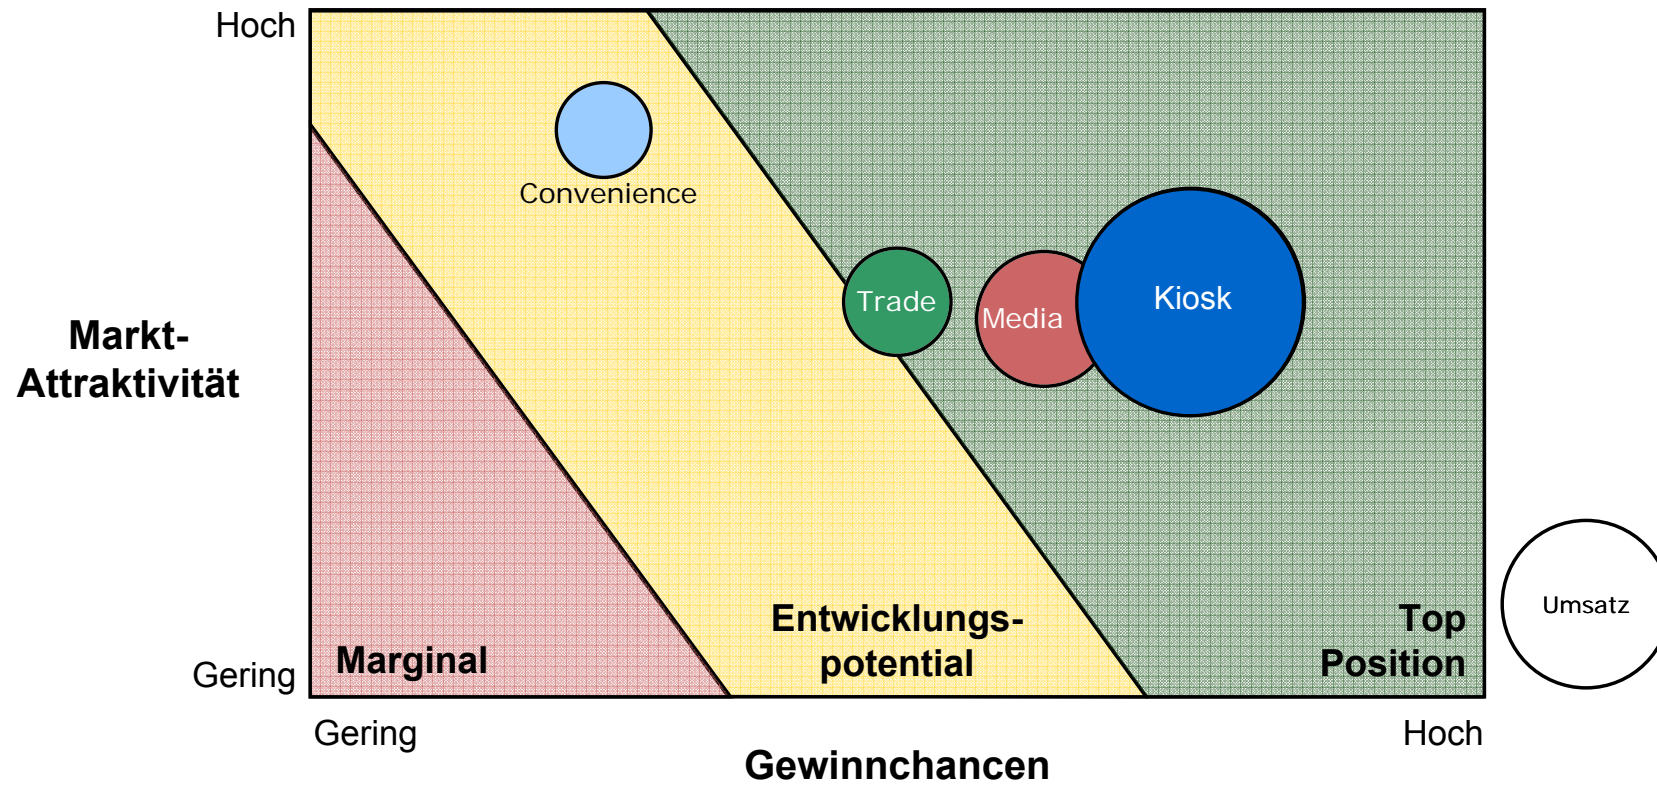 Hoch
Convenience
Trade
Media
Kiosk
Markt-
Attraktivität
Umsatz
Entwicklungs-
potential
Top
Position
Marginal
Gering
Gering
Hoch
Gewinnchancen